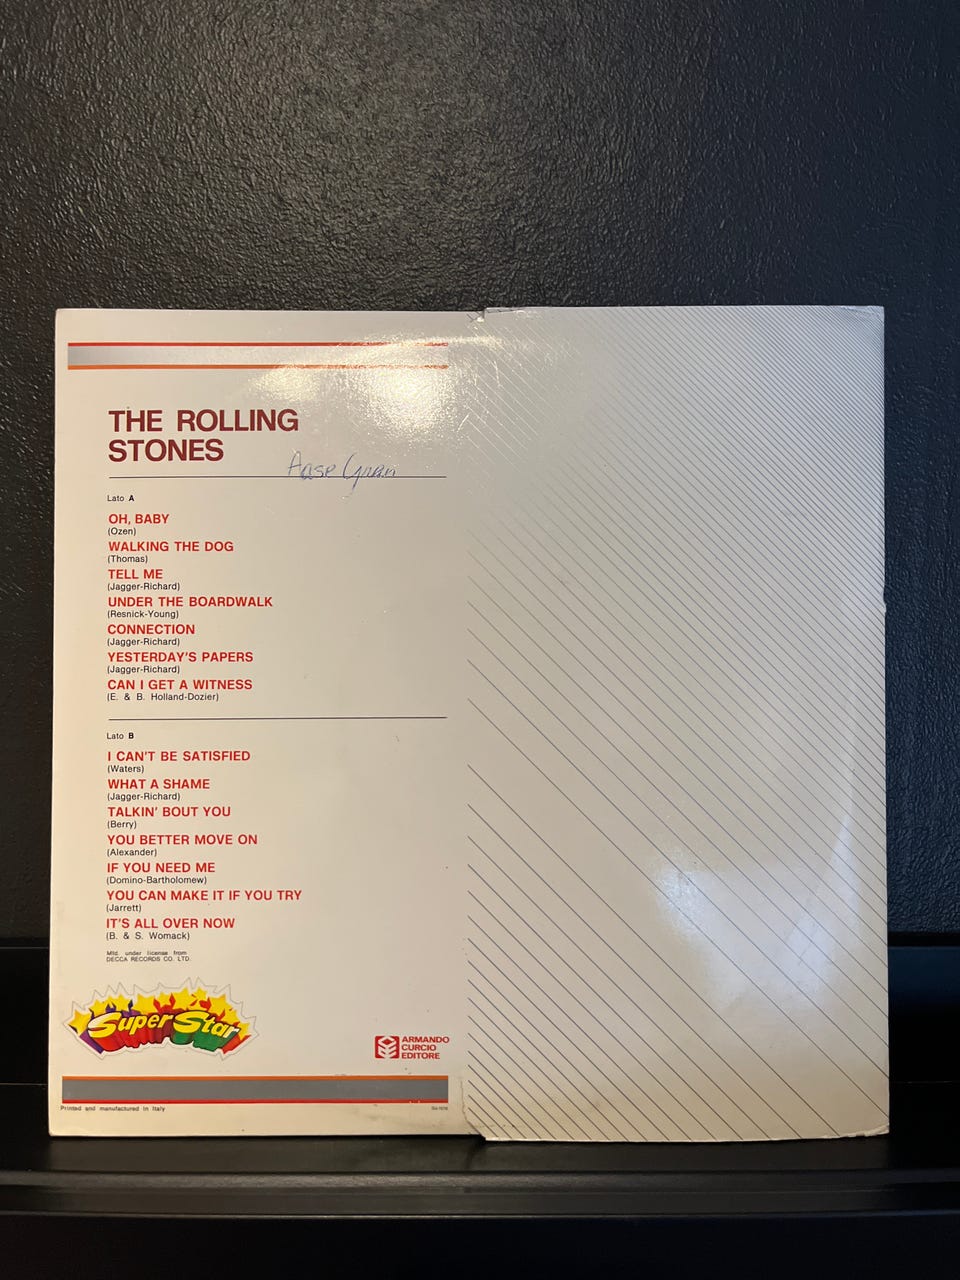 THE ROLLING
STONES
Lato A
OH, BABY
(Ozen)
WALKING THE DOG
(Thomas)
TELL ME
(Jagger-Richard)
UNDER THE BOARDWALK
(Resnick-Young)
CONNECTION
(Jagger-Richard)
YESTERDAY'S PAPERS
(Jagger-Richard)
CAN I GET A WITNESS
(E. & B. Holland-Dozier)
Lato B
I CAN'T BE SATISFIED
(Waters)
WHAT A SHAME
(Jagger-Richard)
TALKIN' BOUT YOU
(Berry)
YOU BETTER MOVE ON
(Alexander)
IF YOU NEED ME
(Domino-Bartholomew)
YOU CAN MAKE IT IF YOU TRY
(Jarrett)
IT'S ALL OVER NOW
(B. & S. Womack)
Mfd. under license from
DECCA RECORDS CO. LTD.
Super Star
ARMANDO
CURCIO
EDITORE
Printed and manufactured in Italy